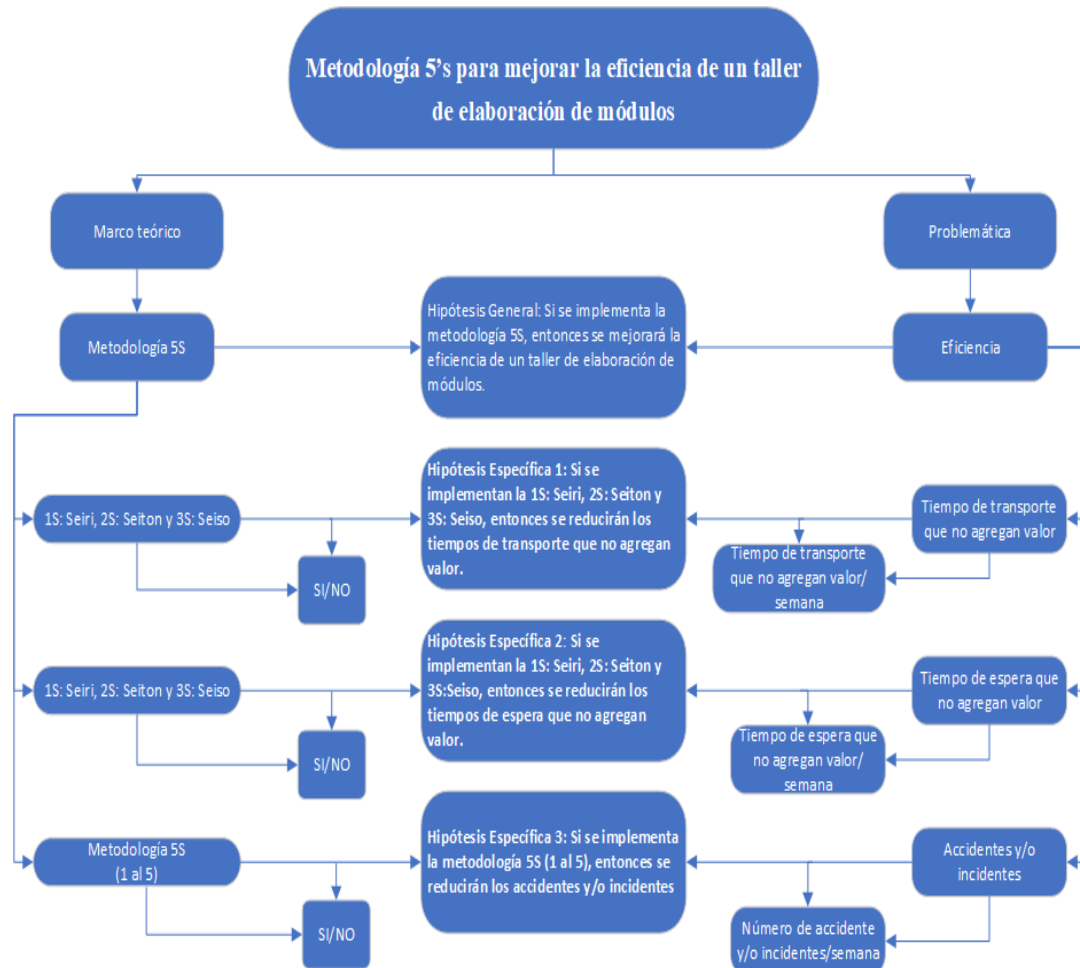 Metodología 5's para mejorar la eficiencia de un taller
de elaboración de módulos
Marco teórico
Problemática
Metodología 5S
Hipótesis General: Si se implementa la
metodología 5S, entonces se mejorará la
eficiencia de un taller de elaboración de
módulos.
Eficiencia
1S: Seiri, 2S: Seiton y 3S: Seiso
SI/NO
Hipótesis Específica 1: Si se
implementan la 1S: Seiri, 2S: Seiton y
3S: Seiso, entonces se reducirán los
tiempos de transporte que no agregan
valor.
Tiempo de transporte
que no agregan valor/
semana
Tiempo de transporte
que no agregan valor
1S: Seiri, 2S: Seiton y 3S: Seiso
SI/NO
Hipótesis Específica 2: Si se
implementan la 1S: Seiri, 2S: Seiton y
3S:Seiso, entonces se reducirán los
tiempos de espera que no agregan
valor.
Tiempo de espera que
no agregan valor/
semana
Tiempo de espera que
no agregan valor
Metodología 5S
(1 al 5)
SI/NO
Hipótesis Específica 3: Si se implementa
la metodología 5S (1 al 5), entonces se
reducirán los accidentes y/o incidentes
Número de accidente
y/o incidentes/semana
Accidentes y/o
incidentes